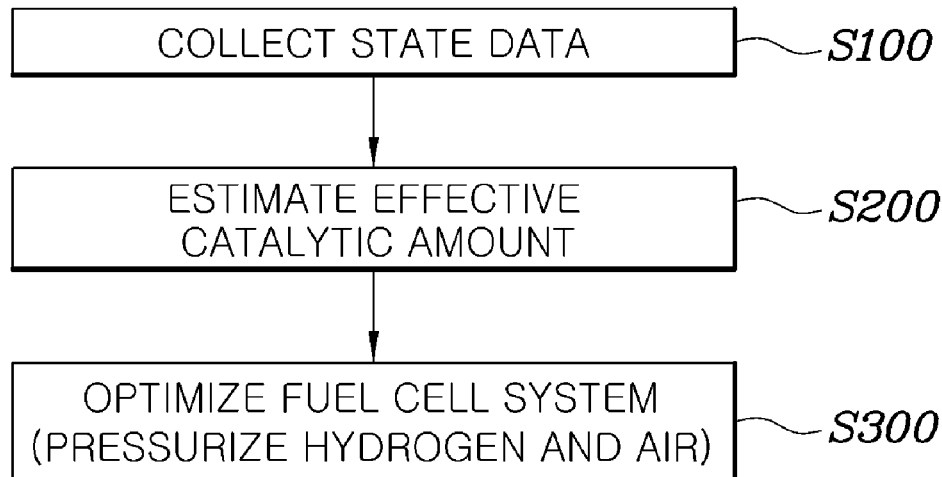 COLLECT STATE DATA
S100
ESTIMATE EFFECTIVE
CATALYTIC AMOUNT
S200
OPTIMIZE FUEL CELL SYSTEM
(PRESSURIZE HYDROGEN AND AIR)
S300